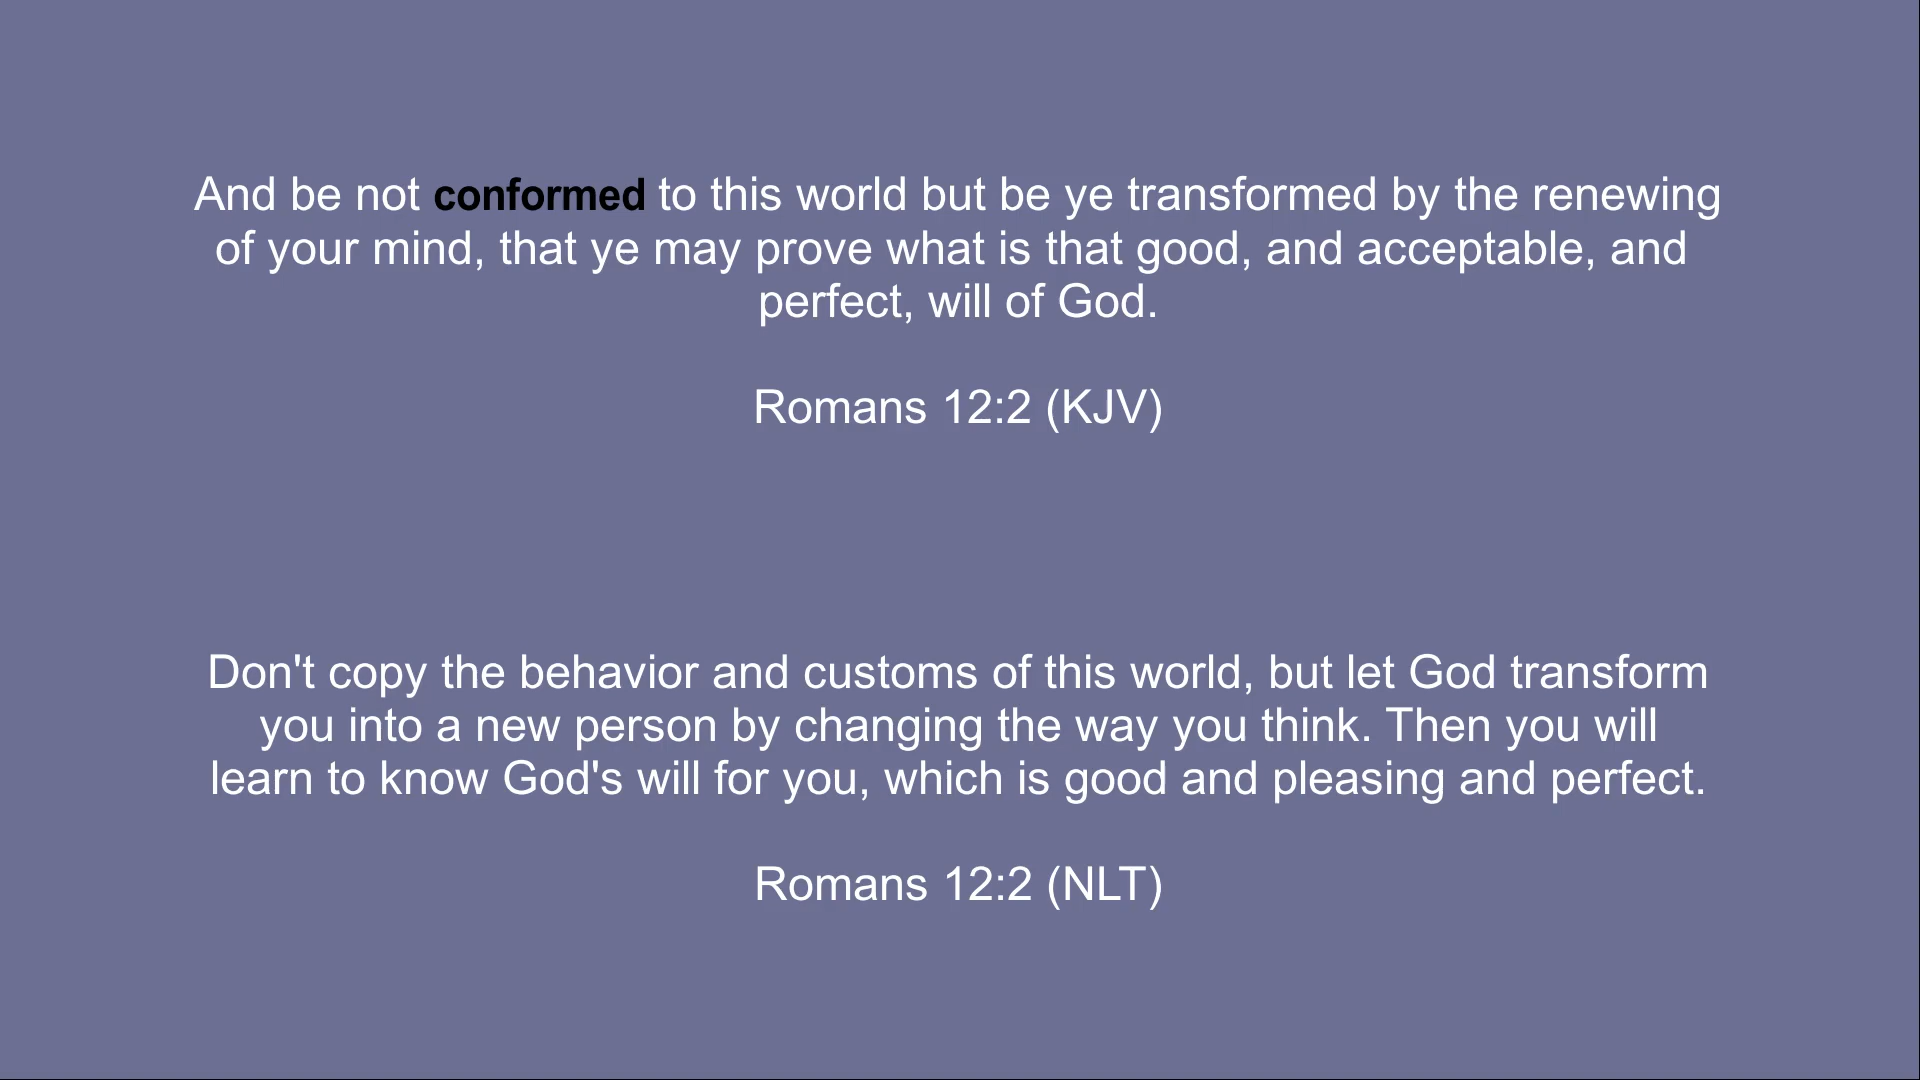 And be not conformed to this world but be ye transformed by the renewing
of your mind, that ye may prove what is that good, and acceptable, and
perfect, will of God.
Romans 12:2 (KJV)
Don't copy the behavior and customs of this world, but let God transform
you into a new person by changing the way you think. Then you will
learn to know God's will for you, which is good and pleasing and perfect.
Romans 12:2 (NLT)